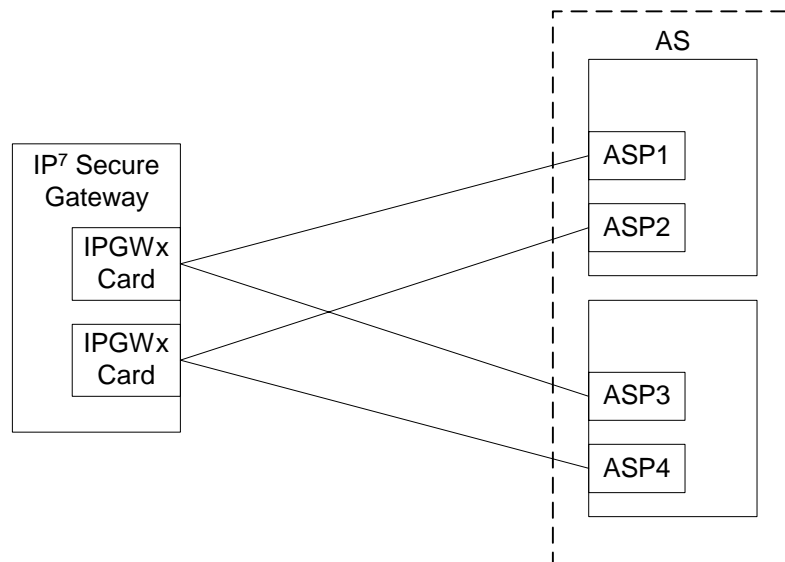 AS
IP⁷ Secure
Gateway
IPGWx
Card
IPGWx
Card
ASP1
ASP2
ASP3
ASP4